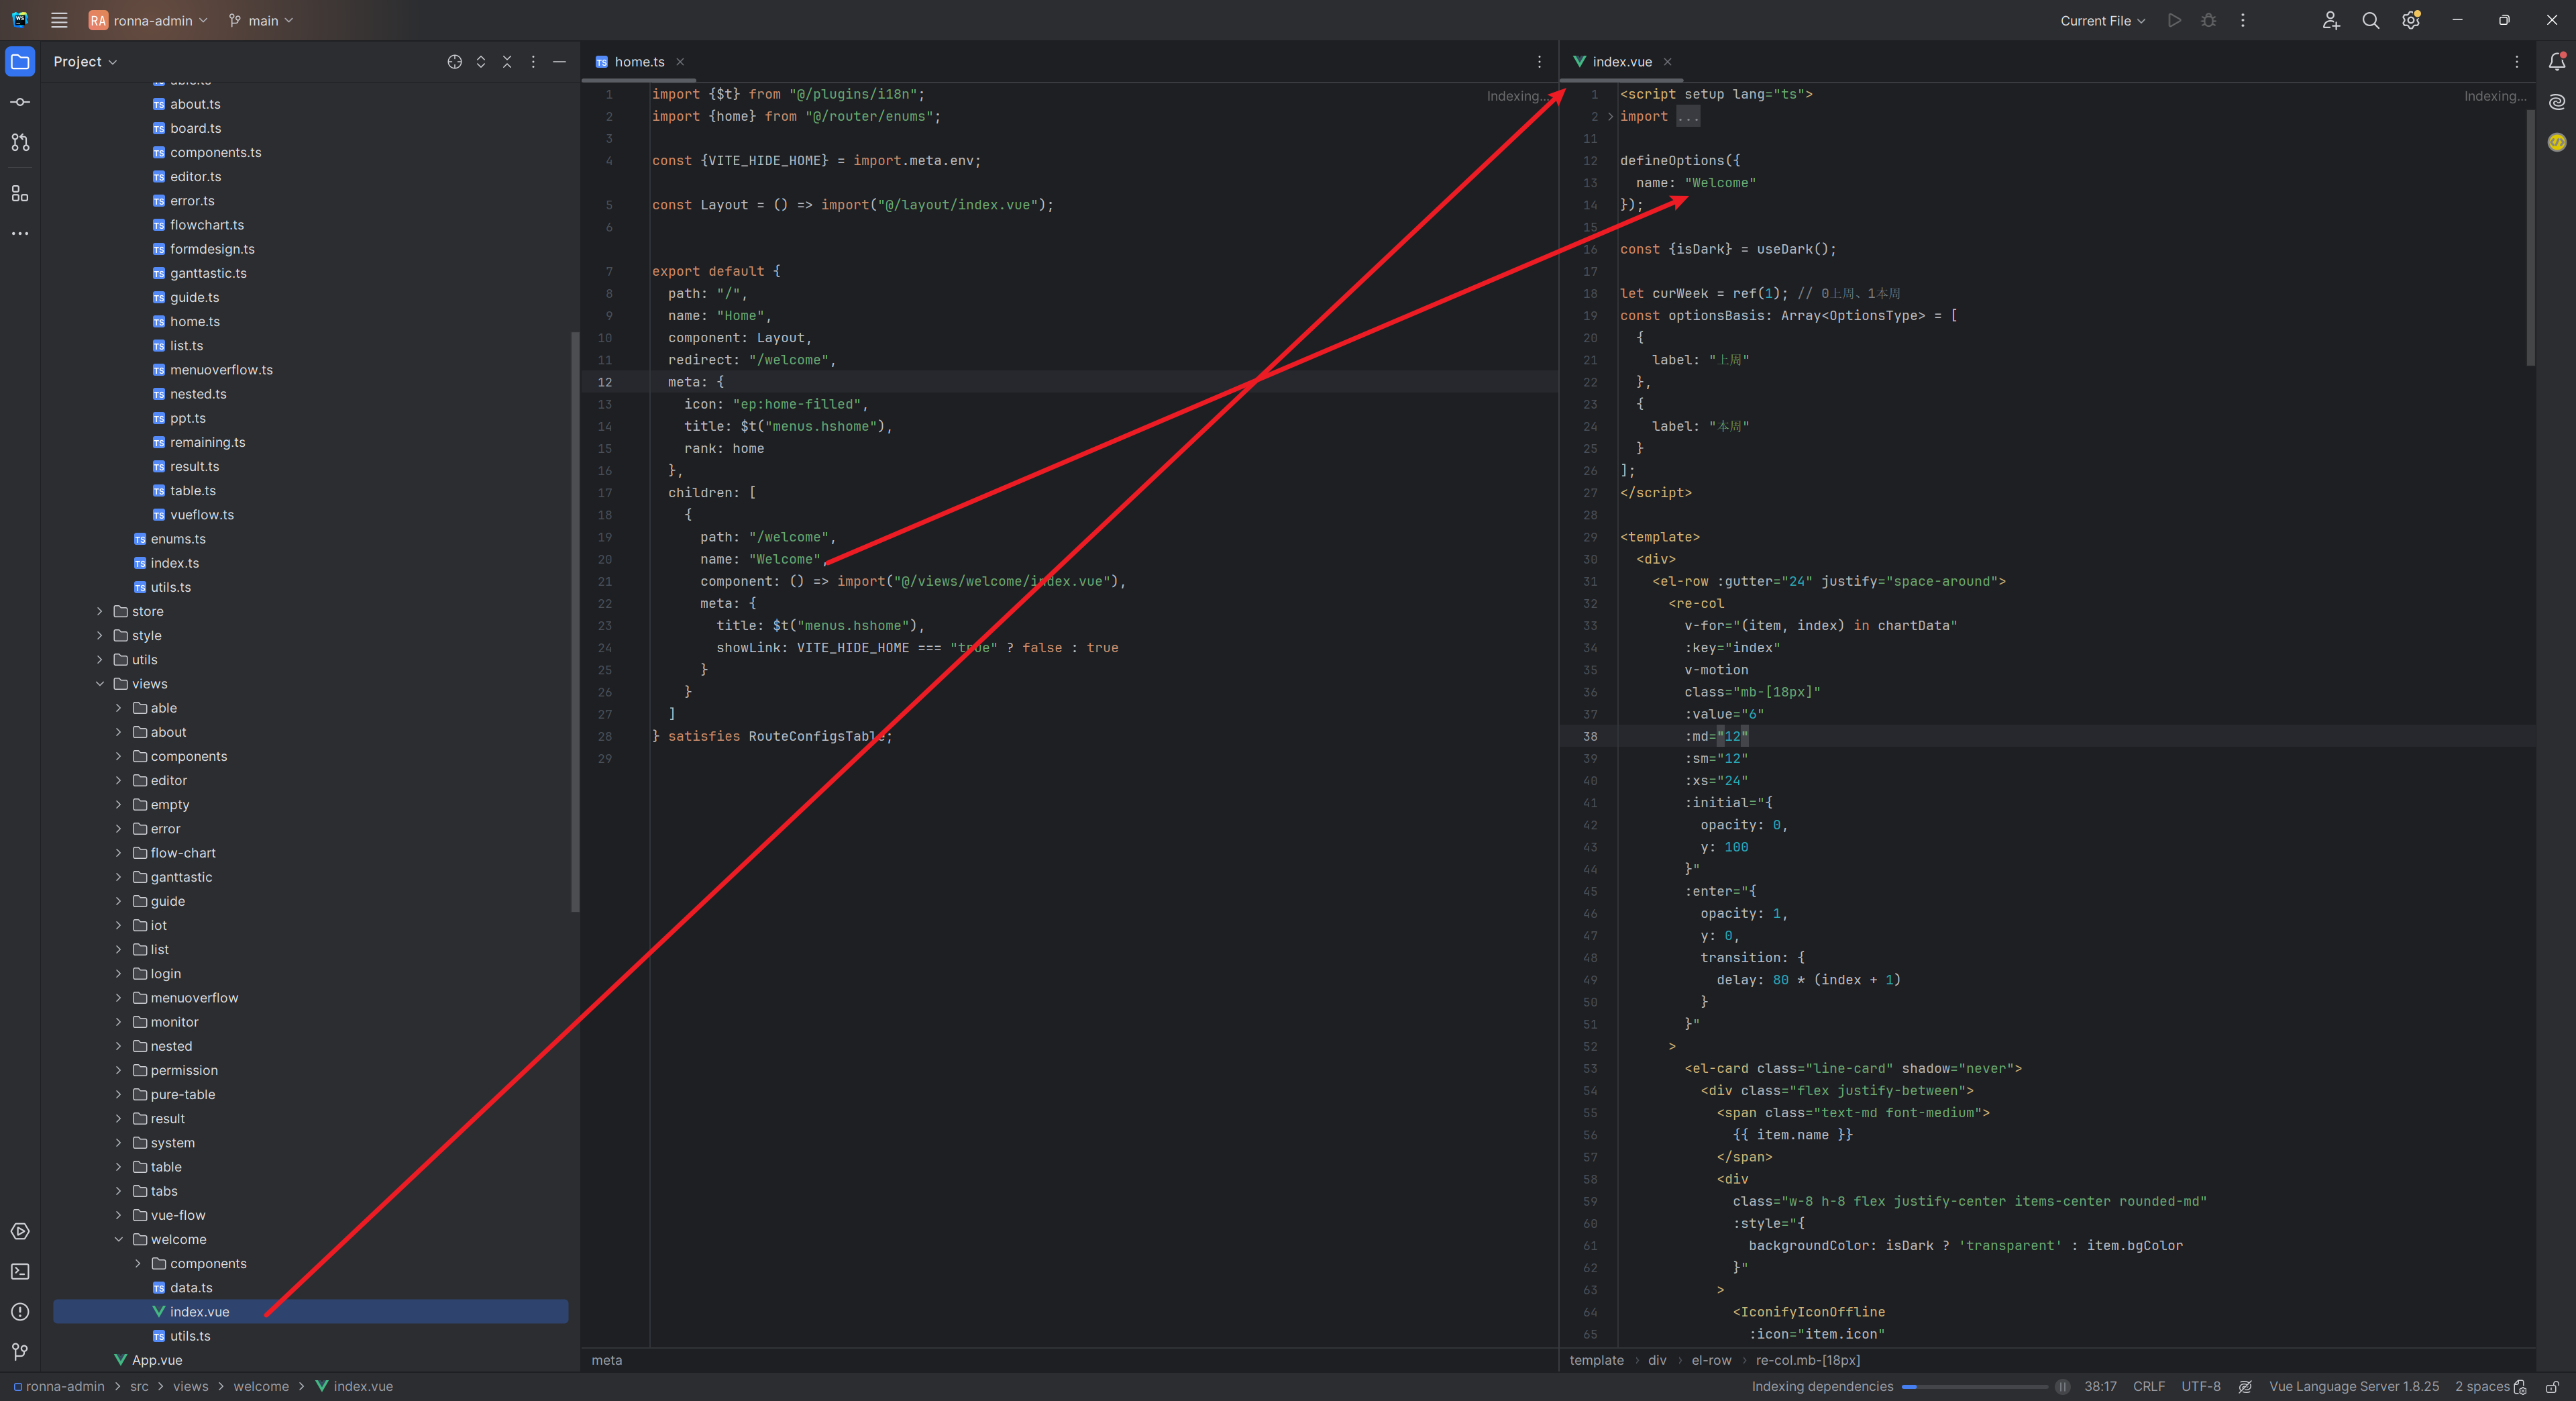 RA ronna-admin main Current File
Project
able.ts
about.ts
board.ts
components.ts
editor.ts
error.ts
flowchart.ts
formdesign.ts
ganttastic.ts
guide.ts
home.ts
list.ts
menuoverflow.ts
nested.ts
ppt.ts
remaining.ts
result.ts
table.ts
vueflow.ts
enums.ts
index.ts
utils.ts
store
style
utils
views
able
about
components
editor
empty
error
flow-chart
ganttastic
guide
iot
list
login
menuoverflow
monitor
nested
permission
pure-table
result
system
table
tabs
vue-flow
welcome
components
data.ts
index.vue
utils.ts
App.vue
home.ts
Indexing...
1 import {$t} from "@/plugins/i18n";
2 import {home} from "@/router/enums";
3
4 const {VITE_HIDE_HOME} = import.meta.env;
5 const Layout = () => import("@/layout/index.vue");
6
7 export default {
8 path: "/",
9 name: "Home",
10 component: Layout,
11 redirect: "/welcome",
12 meta: {
13 icon: "ep:home-filled",
14 title: $t("menus.hshome"),
15 rank: home
16 },
17 children: [
18 {
19 path: "/welcome",
20 name: "Welcome",
21 component: () => import("@/views/welcome/index.vue"),
22 meta: {
23 title: $t("menus.hshome"),
24 showLink: VITE_HIDE_HOME === "true" ? false : true
25 }
26 }
27 ]
28 } satisfies RouteConfigsTable;
29
meta
index.vue
Indexing...
1 <script setup lang="ts">
2 import ...
11
12 defineOptions({
13 name: "Welcome"
14 });
15
16 const {isDark} = useDark();
17
18 let curWeek = ref(1); // 0上周、1本周
19 const optionsBasis: Array<OptionsType> = [
20 {
21 label: "上周"
22 },
23 {
24 label: "本周"
25 }
26 ];
27 </script>
28
29 <template>
30 <div>
31 <el-row :gutter="24" justify="space-around">
32 <re-col
33 v-for="(item, index) in chartData"
34 :key="index"
35 v-motion
36 class="mb-[18px]"
37 :value="6"
38 :md="12"
39 :sm="12"
40 :xs="24"
41 :initial="{
42 opacity: 0,
43 y: 100
44 }"
45 :enter="{
46 opacity: 1,
47 y: 0,
48 transition: {
49 delay: 80 * (index + 1)
50 }
51 }"
52 >
53 <el-card class="line-card" shadow="never">
54 <div class="flex justify-between">
55 <span class="text-md font-medium">
56 {{ item.name }}
57 </span>
58 <div
59 class="w-8 h-8 flex justify-center items-center rounded-md"
60 :style="{
61 backgroundColor: isDark ? 'transparent' : item.bgColor
62 }"
63 >
64 <IconifyIconOffline
65 :icon="item.icon"
template > div > el-row > re-col.mb-[18px]
ronna-admin > src > views > welcome > index.vue
Indexing dependencies 38:17 CRLF UTF-8 Vue Language Server 1.8.25 2 spaces